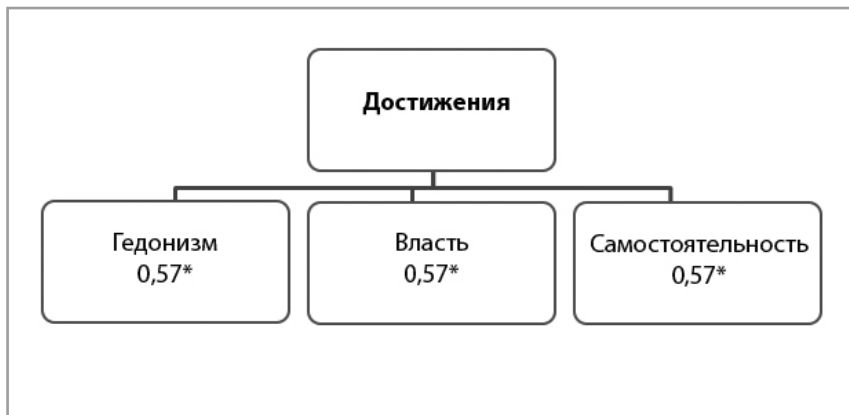 Достижения
Гедонизм
0,57*
Власть
0,57*
Самостоятельность
0,57*